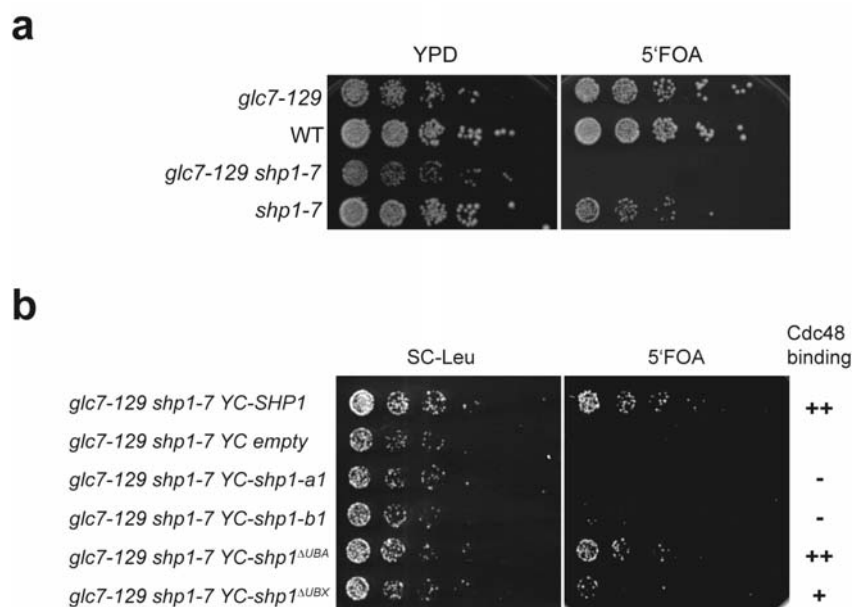 a
YPD 5'FOA
glc7-129
WT
glc7-129 shp1-7
shp1-7
b
Cdc48
binding
SC-Leu 5'FOA
glc7-129 shp1-7 YC-SHP1 ++
glc7-129 shp1-7 YC empty
glc7-129 shp1-7 YC-shp1-a1 -
glc7-129 shp1-7 YC-shp1-b1 -
glc7-129 shp1-7 YC-shp1ΔUBA ++
glc7-129 shp1-7 YC-shp1ΔUBX +